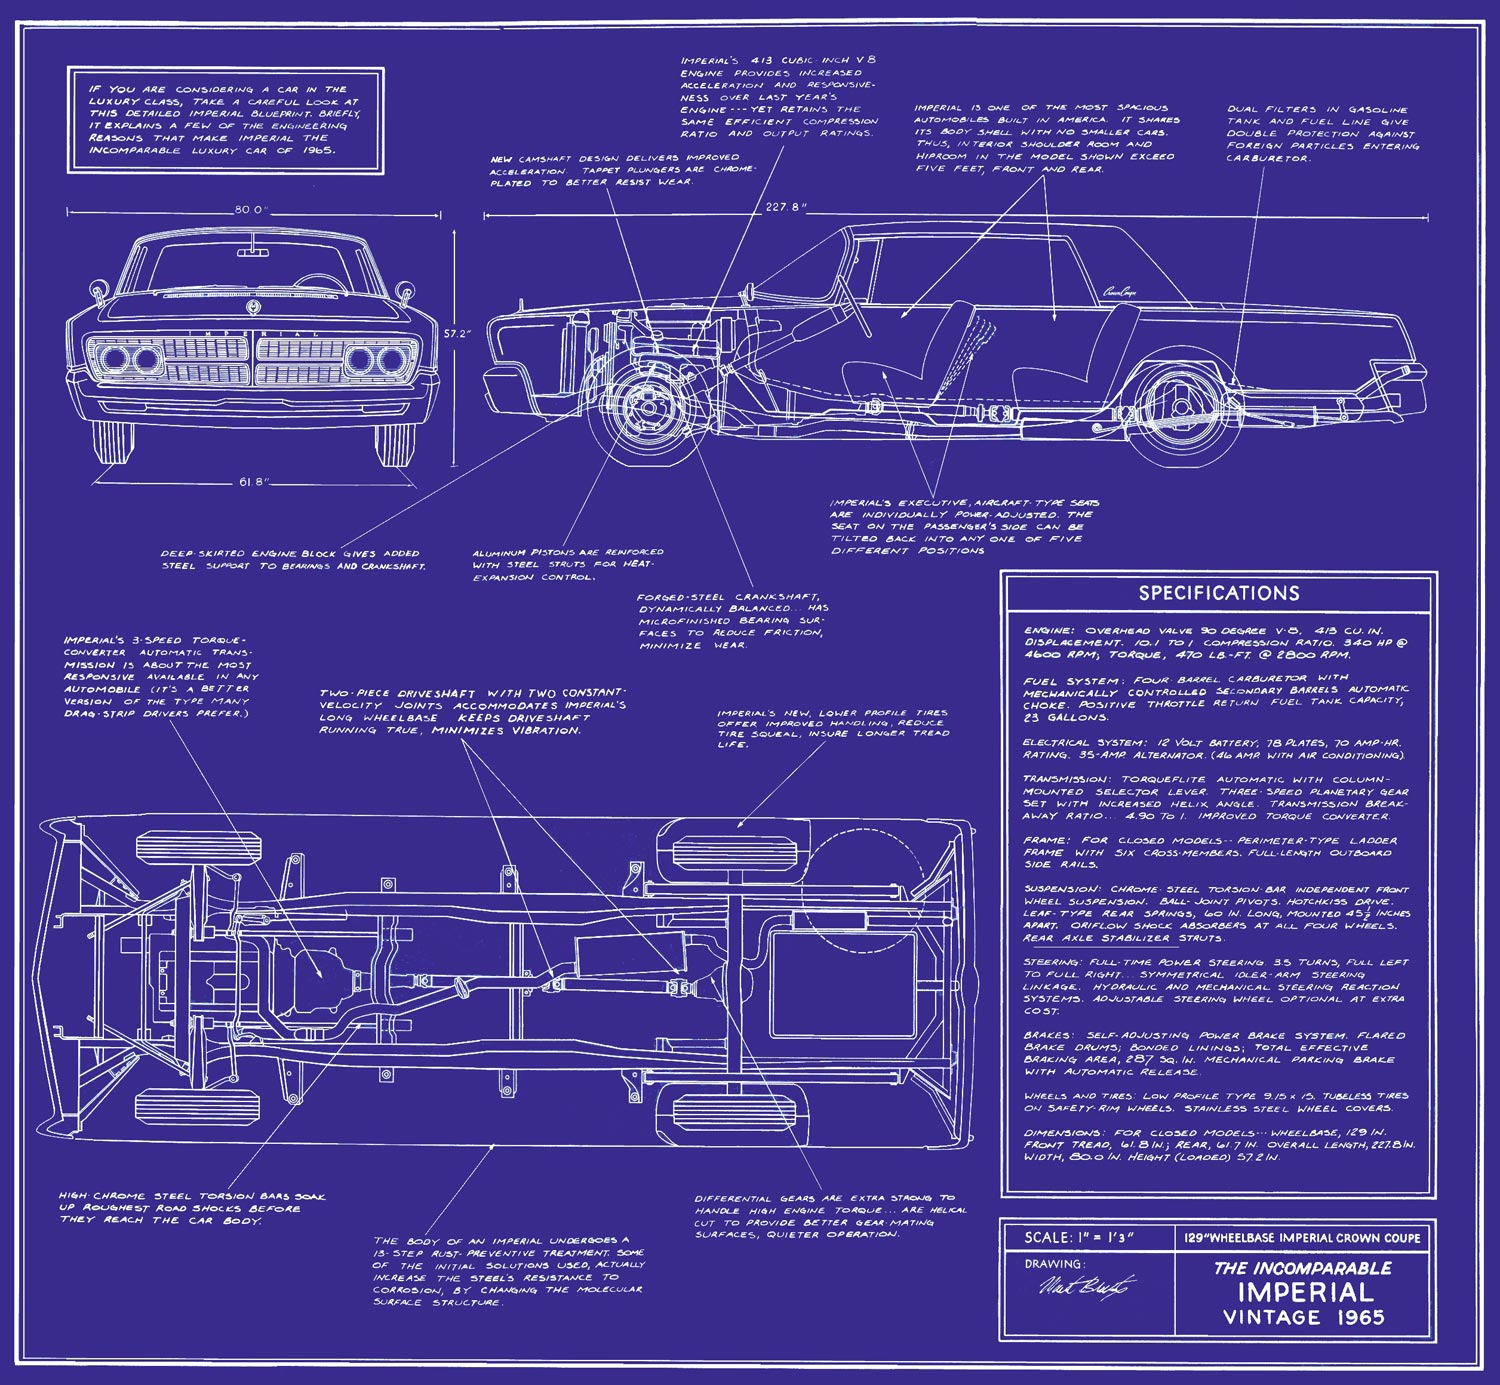 IF YOU ARE CONSIDERING A CAR IN THE
LUXURY CLASS, TAKE A CAREFUL LOOK AT
THIS DETAILED IMPERIAL BLUEPRINT. BRIEFLY,
IT EXPLAINS A FEW OF THE ENGINEERING
REASONS THAT MAKE IMPERIAL THE
INCOMPARABLE LUXURY CAR OF 1965.
IMPERIAL'S 413 CUBIC-INCH V 8
ENGINE PROVIDES INCREASED
ACCELERATION AND RESPONSIVE-
NESS OVER LAST YEAR'S
ENGINE --- YET RETAINS THE
SAME EFFICIENT COMPRESSION
RATIO AND OUTPUT RATINGS.
NEW CAMSHAFT DESIGN DELIVERS IMPROVED
ACCELERATION. TAPPET PLUNGERS ARE CHROME-
PLATED TO BETTER RESIST WEAR.
IMPERIAL IS ONE OF THE MOST SPACIOUS
AUTOMOBILES BUILT IN AMERICA. IT SHARES
ITS BODY SHELL WITH NO SMALLER CARS.
THUS, INTERIOR SHOULDER ROOM AND
HIPROOM IN THE MODEL SHOWN EXCEED
FIVE FEET, FRONT AND REAR.
DUAL FILTERS IN GASOLINE
TANK AND FUEL LINE GIVE
DOUBLE PROTECTION AGAINST
FOREIGN PARTICLES ENTERING
CARBURETOR.
80.0"
227.8"
57.2"
61.8"
IMPERIAL
Crown Coupe
IMPERIAL'S EXECUTIVE, AIRCRAFT-TYPE SEATS
ARE INDIVIDUALLY POWER-ADJUSTED. THE
SEAT ON THE PASSENGER'S SIDE CAN BE
TILTED BACK INTO ANY ONE OF FIVE
DIFFERENT POSITIONS
DEEP-SKIRTED ENGINE BLOCK GIVES ADDED
STEEL SUPPORT TO BEARINGS AND CRANKSHAFT.
ALUMINUM PISTONS ARE REINFORCED
WITH STEEL STRUTS FOR HEAT-
EXPANSION CONTROL.
FORGED-STEEL CRANKSHAFT,
DYNAMICALLY BALANCED... HAS
MICROFINISHED BEARING SUR-
FACES TO REDUCE FRICTION,
MINIMIZE WEAR.
IMPERIAL'S 3-SPEED TORQUE-
CONVERTER AUTOMATIC TRANS-
MISSION IS ABOUT THE MOST
RESPONSIVE AVAILABLE IN ANY
AUTOMOBILE (IT'S A BETTER
VERSION OF THE TYPE MANY
DRAG-STRIP DRIVERS PREFER.)
TWO-PIECE DRIVESHAFT WITH TWO CONSTANT-
VELOCITY JOINTS ACCOMMODATES IMPERIAL'S
LONG WHEELBASE KEEPS DRIVESHAFT
RUNNING TRUE, MINIMIZES VIBRATION.
IMPERIAL'S NEW, LOWER PROFILE TIRES
OFFER IMPROVED HANDLING, REDUCE
TIRE SQUEAL, INSURE LONGER TREAD
LIFE.
HIGH-CHROME STEEL TORSION BARS SOAK
UP ROUGHEST ROAD SHOCKS BEFORE
THEY REACH THE CAR BODY.
THE BODY OF AN IMPERIAL UNDERGOES A
13-STEP RUST-PREVENTIVE TREATMENT. SOME
OF THE INITIAL SOLUTIONS USED, ACTUALLY
INCREASE THE STEEL'S RESISTANCE TO
CORROSION, BY CHANGING THE MOLECULAR
SURFACE STRUCTURE.
DIFFERENTIAL GEARS ARE EXTRA STRONG TO
HANDLE HIGH ENGINE TORQUE... ARE HELICAL
CUT TO PROVIDE BETTER GEAR-MATING
SURFACES, QUIETER OPERATION.
SPECIFICATIONS
ENGINE: OVERHEAD VALVE 90 DEGREE V-8. 413 CU. IN.
DISPLACEMENT. 10.1 TO 1 COMPRESSION RATIO. 340 HP @
4600 RPM; TORQUE, 470 LB.-FT. @ 2800 RPM.
FUEL SYSTEM: FOUR-BARREL CARBURETOR WITH
MECHANICALLY CONTROLLED SECONDARY BARRELS AUTOMATIC
CHOKE. POSITIVE THROTTLE RETURN FUEL TANK CAPACITY,
23 GALLONS.
ELECTRICAL SYSTEM: 12 VOLT BATTERY, 78 PLATES, 70 AMP-HR.
RATING. 35-AMP ALTERNATOR. (46 AMP. WITH AIR CONDITIONING).
TRANSMISSION: TORQUEFLITE AUTOMATIC WITH COLUMN-
MOUNTED SELECTOR LEVER. THREE-SPEED PLANETARY GEAR
SET WITH INCREASED HELIX ANGLE. TRANSMISSION BREAK-
AWAY RATIO... 4.90 TO 1. IMPROVED TORQUE CONVERTER.
FRAME: FOR CLOSED MODELS-- PERIMETER-TYPE LADDER
FRAME WITH SIX CROSS-MEMBERS. FULL-LENGTH OUTBOARD
SIDE RAILS.
SUSPENSION: CHROME-STEEL TORSION-BAR INDEPENDENT FRONT
WHEEL SUSPENSION. BALL-JOINT PIVOTS. HOTCHKISS DRIVE.
LEAF-TYPE REAR SPRINGS, 60 IN. LONG, MOUNTED 45½ INCHES
APART. ORIFLOW SHOCK ABSORBERS AT ALL FOUR WHEELS.
REAR AXLE STABILIZER STRUTS.
STEERING: FULL-TIME POWER STEERING. 3.5 TURNS, FULL LEFT
TO FULL RIGHT... SYMMETRICAL IDLER-ARM STEERING
LINKAGE. HYDRAULIC AND MECHANICAL STEERING REACTION
SYSTEMS. ADJUSTABLE STEERING WHEEL OPTIONAL AT EXTRA
COST.
BRAKES: SELF-ADJUSTING POWER BRAKE SYSTEM. FLARED
BRAKE DRUMS; BONDED LININGS; TOTAL EFFECTIVE
BRAKING AREA, 287 SQ. IN. MECHANICAL PARKING BRAKE
WITH AUTOMATIC RELEASE.
WHEELS AND TIRES: LOW PROFILE TYPE 9.15 x 15. TUBELESS TIRES
ON SAFETY-RIM WHEELS. STAINLESS STEEL WHEEL COVERS.
DIMENSIONS: FOR CLOSED MODELS--- WHEELBASE, 129 IN.
FRONT TREAD, 61.8 IN.; REAR, 61.7 IN. OVERALL LENGTH, 227.8 IN.
WIDTH, 80.0 IN. HEIGHT (LOADED) 57.2 IN.
SCALE: 1" = 1'3"
129"WHEELBASE IMPERIAL CROWN COUPE
DRAWING:
THE INCOMPARABLE
IMPERIAL
VINTAGE 1965